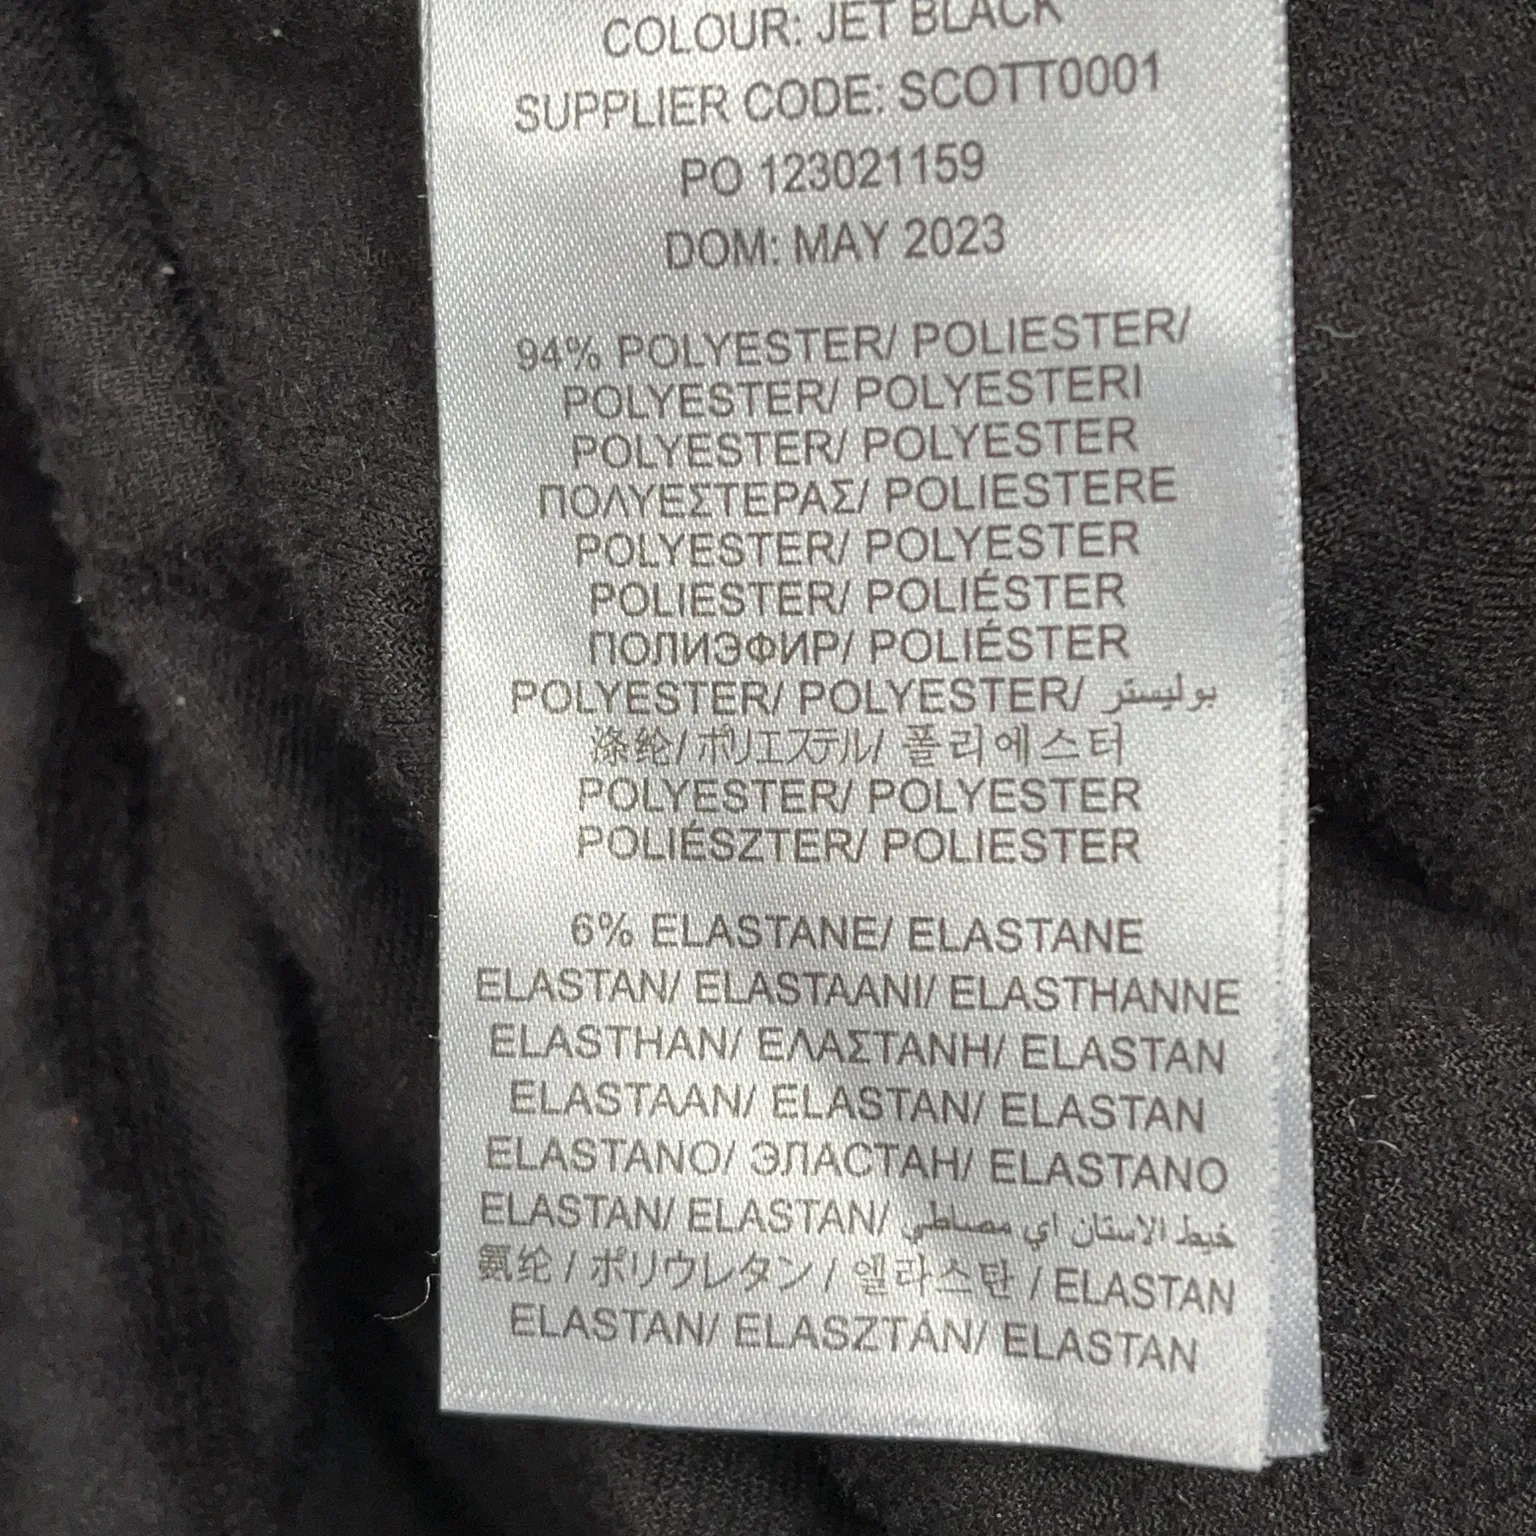 COLOUR: JET BLACK
SUPPLIER CODE: SCOTT0001
PO 123021159
DOM: MAY 2023
94% POLYESTER/ POLIESTER/
POLYESTER/ POLYESTERI
POLYESTER/ POLYESTER
ΠΟΛΥΕΣΤΕΡΑΣ/ POLIESTERE
POLYESTER/ POLYESTER
POLIESTER/ POLIÉSTER
ПОЛИЭФИР/ POLIÉSTER
POLYESTER/ POLYESTER/ بوليستر
涤纶/ポリエステル/ 폴리에스터
POLYESTER/ POLYESTER
POLIÉSZTER/ POLIESTER
6% ELASTANE/ ELASTANE
ELASTAN/ ELASTAANI/ ELASTHANNE
ELASTHAN/ ΕΛΑΣΤΑΝΗ/ ELASTAN
ELASTAAN/ ELASTAN/ ELASTAN
ELASTANO/ ЭЛАСТАН/ ELASTANO
ELASTAN/ ELASTAN/ خيط الاستان اي مصاطي
氨纶 / ポリウレタン / 엘라스탄 / ELASTAN
ELASTAN/ ELASZTÁN/ ELASTAN